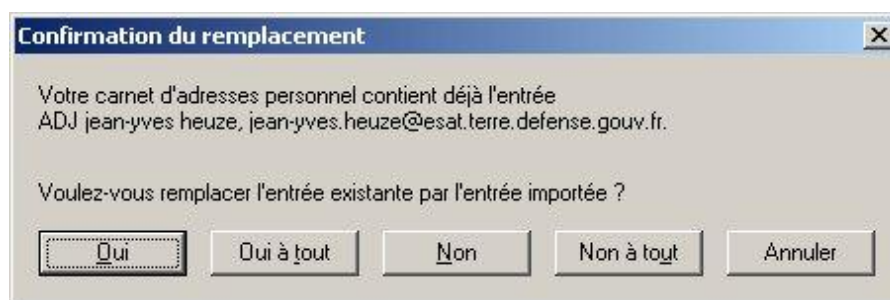 Confirmation du remplacement
Votre carnet d'adresses personnel contient déjà l'entrée
ADJ jean-yves heuze, jean-yves.heuze@esat.terre.defense.gouv.fr.
Voulez-vous remplacer l'entrée existante par l'entrée importée ?
Oui Oui à tout Non Non à tout Annuler